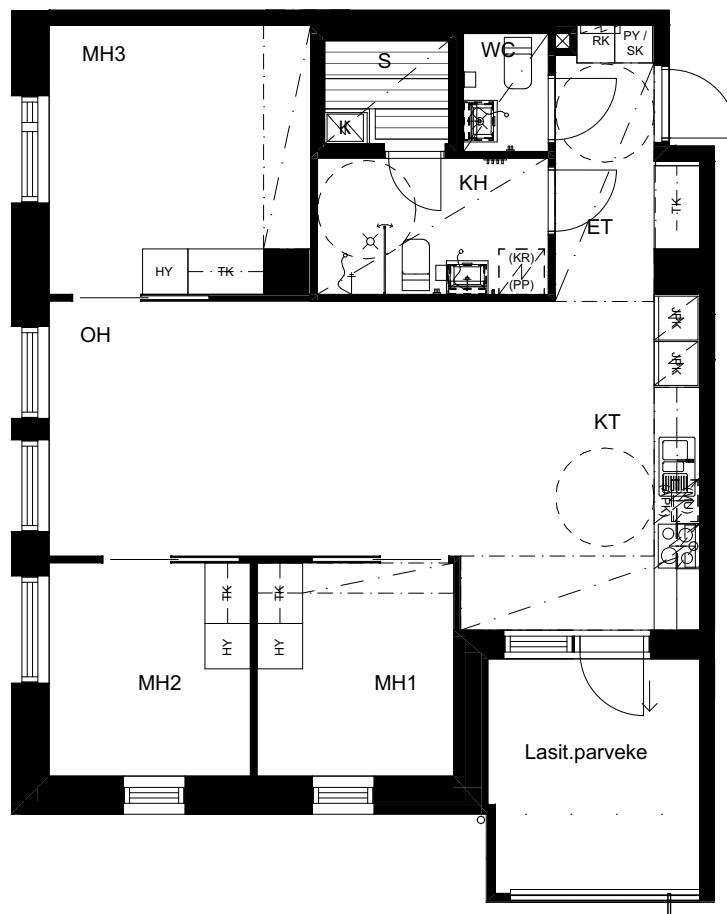 MH3
S
WC
RK
PY /
SK
K
KH
TK
ET
HY
TK
(KR)
(PP)
OH
JPK
JPK
KT
TK
TK
HY
HY
MH2
MH1
Lasit.parveke